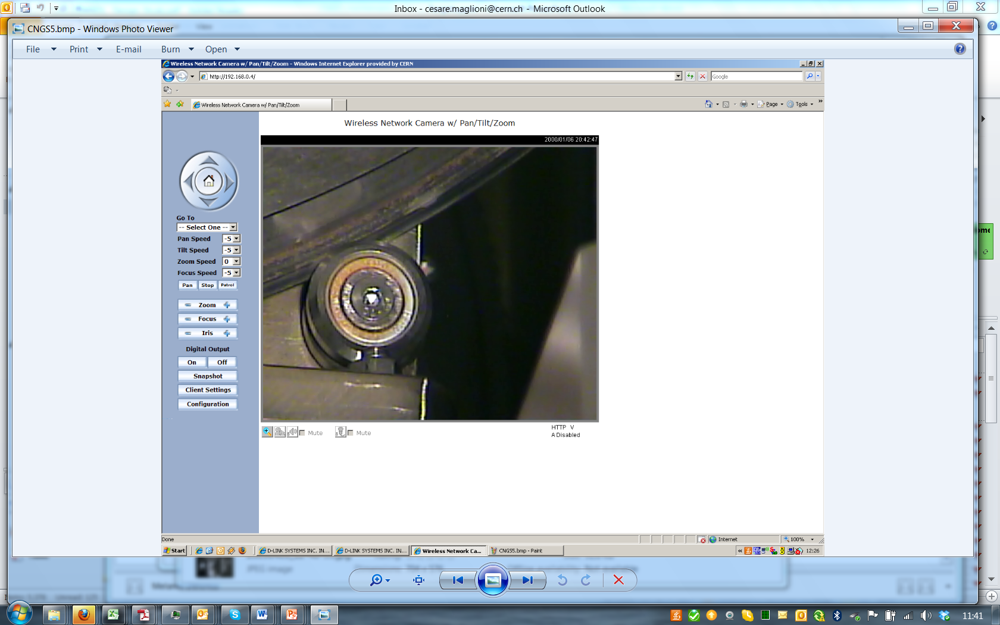 Inbox - cesare.maglioni@cern.ch - Microsoft Outlook
CNGS5.bmp - Windows Photo Viewer
File Print E-mail Burn Open
Wireless Network Camera w/ Pan/Tilt/Zoom - Windows Internet Explorer provided by CERN
http://192.168.0.4/
Google
Wireless Network Camera w/ Pan/Tilt/Zoom
Page Tools
Wireless Network Camera w/ Pan/Tilt/Zoom
2000/01/06 20:42:47
Go To
-- Select One --
Pan Speed -5
Tilt Speed -5
Zoom Speed 0
Focus Speed -5
Pan Stop Patrol
Zoom
Focus
Iris
Digital Output
On Off
Snapshot
Client Settings
Configuration
Mute Mute
HTTP V
A Disabled
Done
Internet 100%
Start D-LINK SYSTEMS INC. IN... D-LINK SYSTEMS INC. IN... Wireless Network Ca... CNGS5.bmp - Paint 12:26
JPEG image
11:41